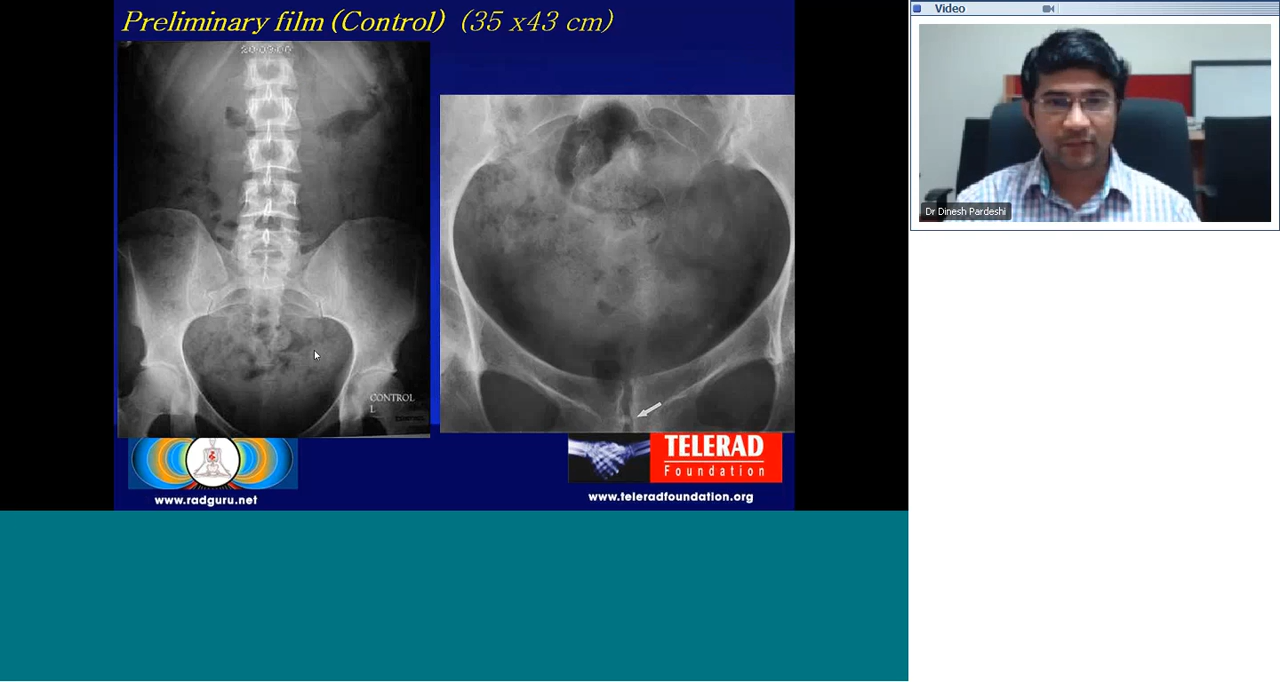 Preliminary film (Control) (35 x43 cm)
CONTROL
L
www.radguru.net
TELERAD
Foundation
www.teleradfoundation.org
Video
Dr Dinesh Pardeshi